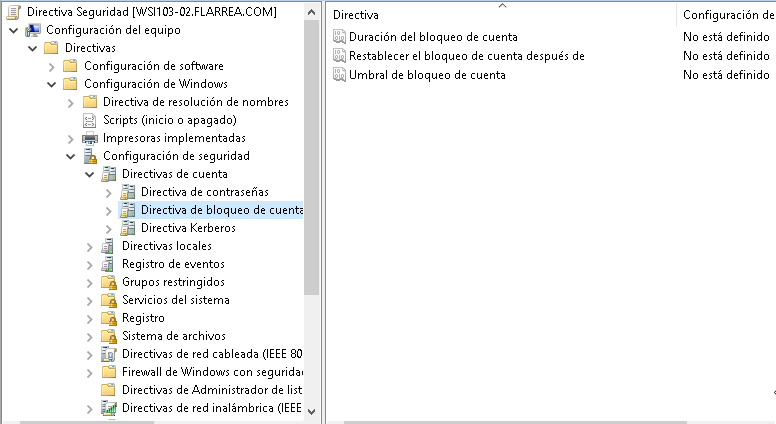 Directiva Seguridad [WSI103-02.FLARREA.COM]
Configuración del equipo
Directivas
Configuración de software
Configuración de Windows
Directiva de resolución de nombres
Scripts (inicio o apagado)
Impresoras implementadas
Configuración de seguridad
Directivas de cuenta
Directiva de contraseñas
Directiva de bloqueo de cuenta
Directiva Kerberos
Directivas locales
Registro de eventos
Grupos restringidos
Servicios del sistema
Registro
Sistema de archivos
Directivas de red cableada (IEEE 80
Firewall de Windows con segurida
Directivas de Administrador de list
Directivas de red inalámbrica (IEEE
Directiva Configuración de
Duración del bloqueo de cuenta No está definido
Restablecer el bloqueo de cuenta después de No está definido
Umbral de bloqueo de cuenta No está definido